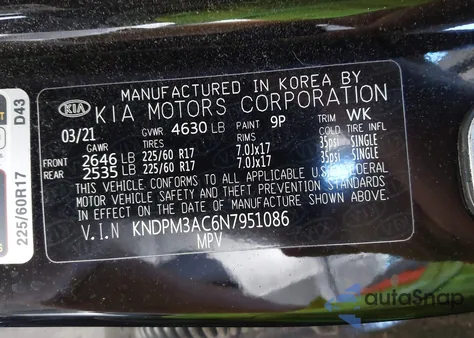 MANUFACTURED IN KOREA BY
KIA KIA MOTORS CORPORATION
03/21 GVWR 4630 LB PAINT 9P TRIM WK
TIRES COLD TIRE INFL
FRONT 2646 LB 225/60 R17 7.0Jx17 35psi SINGLE
REAR 2535 LB 225/60 R17 7.0Jx17 35psi SINGLE
THIS VEHICLE CONFORMS TO ALL APPLICABLE U.S. FEDERAL
MOTOR VEHICLE SAFETY AND THEFT PREVENTION STANDARDS
IN EFFECT ON THE DATE OF MANUFACTURE SHOWN ABOVE.
V.I.N KNDPM3AC6N7951086
MPV
225/60R17 D43
autoSnap